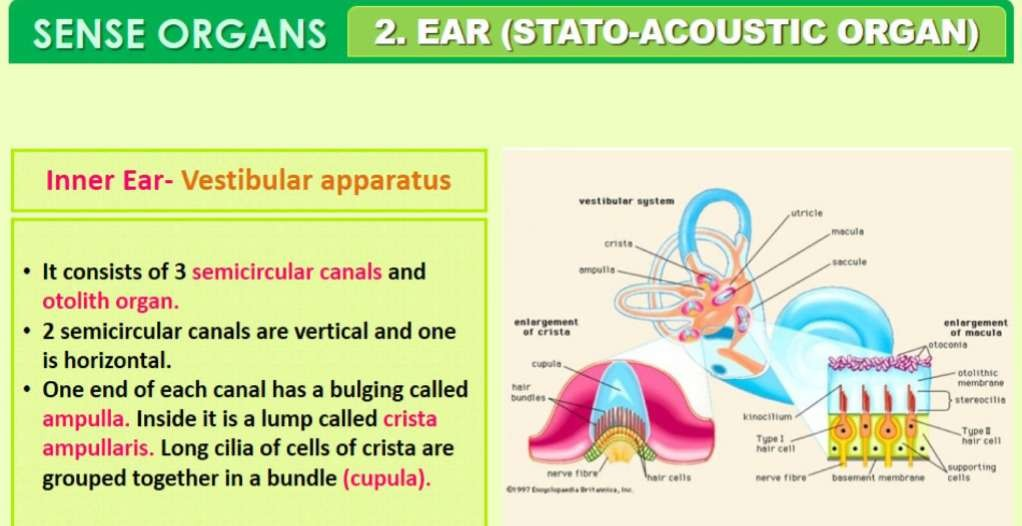 SENSE ORGANS
2. EAR (STATO-ACOUSTIC ORGAN)
Inner Ear- Vestibular apparatus
• It consists of 3 semicircular canals and
otolith organ.
• 2 semicircular canals are vertical and one
is horizontal.
• One end of each canal has a bulging called
ampulla. Inside it is a lump called crista
ampullaris. Long cilia of cells of crista are
grouped together in a bundle (cupula).
vestibular system
utricle
macula
saccule
crista
ampulla
enlargement
of crista
cupula
hair
bundles
nerve fibre
hair cells
enlargement
of macula
otoconia
otolithic
membrane
stereocilia
kinocilium
Type I
hair cell
Type II
hair cell
nerve fibre
basement membrane
supporting
cells
©1997 Encyclopaedia Britannica, Inc.